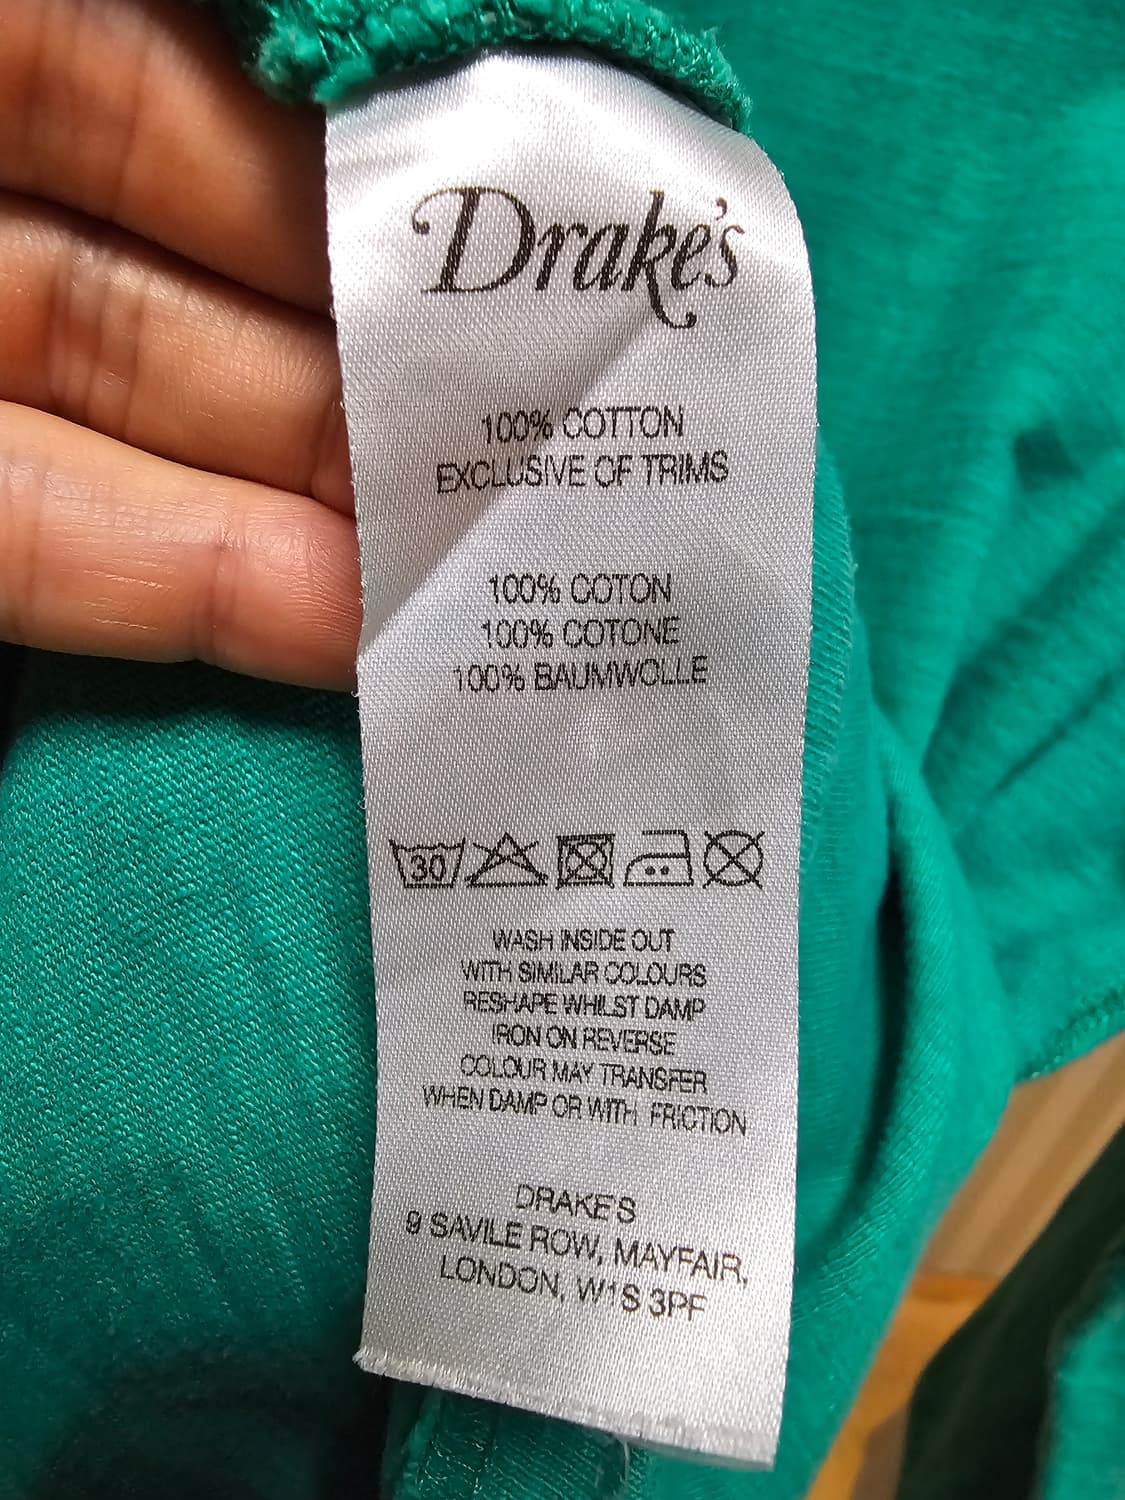 Drake's
100% COTTON
EXCLUSIVE OF TRIMS
100% COTON
100% COTONE
100% BAUMWOLLE
30
WASH INSIDE OUT
WITH SIMILAR COLOURS
RESHAPE WHILST DAMP
IRON ON REVERSE
COLOUR MAY TRANSFER
WHEN DAMP OR WITH FRICTION
DRAKE'S
9 SAVILE ROW, MAYFAIR,
LONDON, W1S 3PF